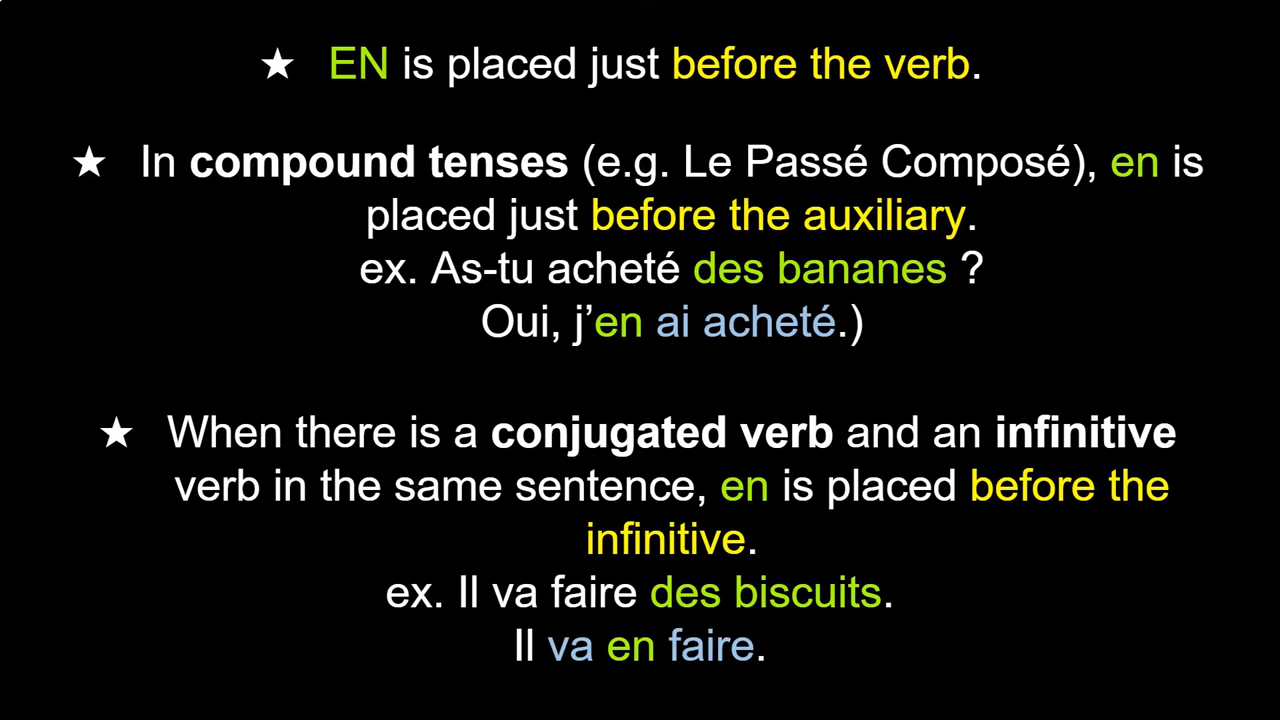 ★ EN is placed just before the verb.
★ In compound tenses (e.g. Le Passé Composé), en is
placed just before the auxiliary.
ex. As-tu acheté des bananes ?
Oui, j’en ai acheté.)
★ When there is a conjugated verb and an infinitive
verb in the same sentence, en is placed before the
infinitive.
ex. Il va faire des biscuits.
Il va en faire.